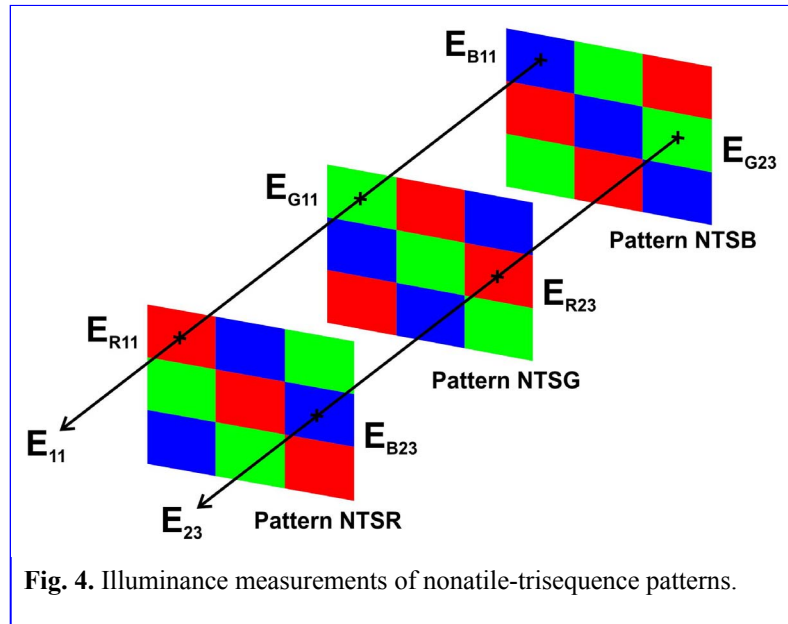 E_B11
E_G23
Pattern NTSB
E_G11
E_R23
Pattern NTSG
E_R11
E_B23
E_11
E_23
Pattern NTSR
Fig. 4. Illuminance measurements of nonatile-trisequence patterns.